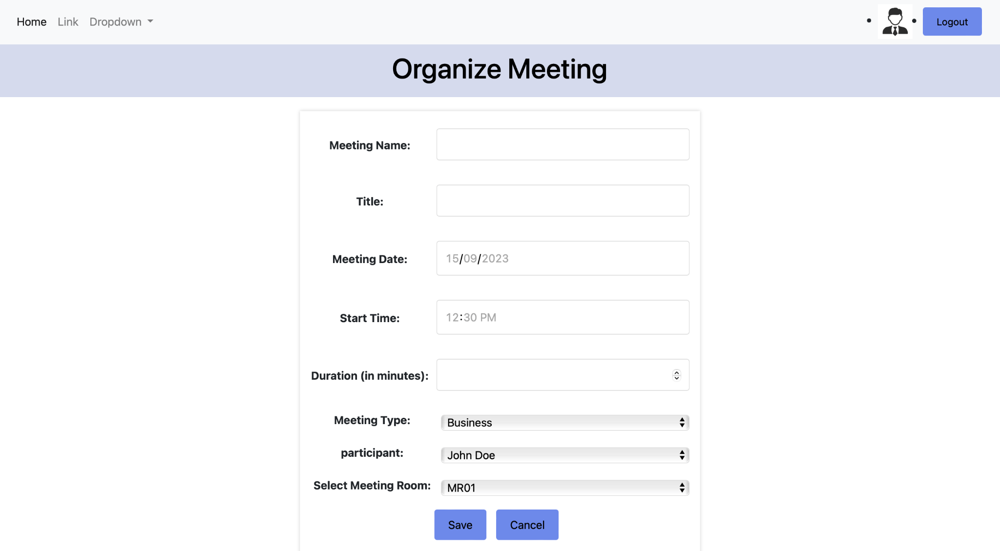 Home Link Dropdown Logout
Organize Meeting
Meeting Name:
Title:
Meeting Date: 15/09/2023
Start Time: 12:30 PM
Duration (in minutes):
Meeting Type: Business
participant: John Doe
Select Meeting Room: MR01
Save Cancel